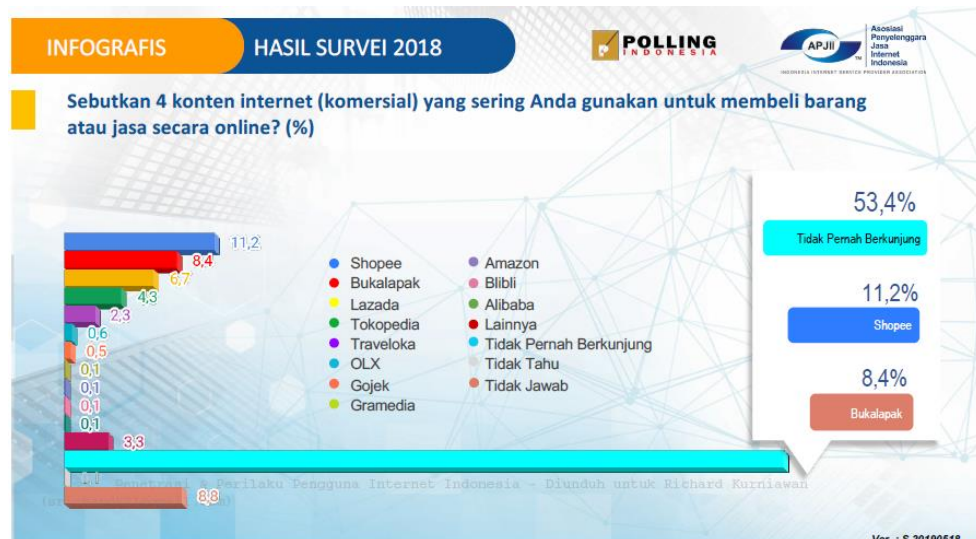 INFOGRAFIS
HASIL SURVEI 2018
POLLING
INDONESIA
APJII
TM
Asosiasi
Penyelenggara
Jasa
Internet
Indonesia
INDONESIA INTERNET SERVICE PROVIDER ASSOCIATION
Sebutkan 4 konten internet (komersial) yang sering Anda gunakan untuk membeli barang
atau jasa secara online? (%)
53,4%
Tidak Pernah Berkunjung
11,2%
Shopee
8,4%
Bukalapak
11,2
8,4
6,7
4,3
2,3
0,6
0,5
0,1
0,1
0,1
0,1
3,3
1,1
8,8
Shopee
Bukalapak
Lazada
Tokopedia
Traveloka
OLX
Gojek
Gramedia
Amazon
Blibli
Alibaba
Lainnya
Tidak Pernah Berkunjung
Tidak Tahu
Tidak Jawab
Penetrasi & Perilaku Pengguna Internet Indonesia - Diunduh untuk Richard Kurniawan
Ver. : S.20190518